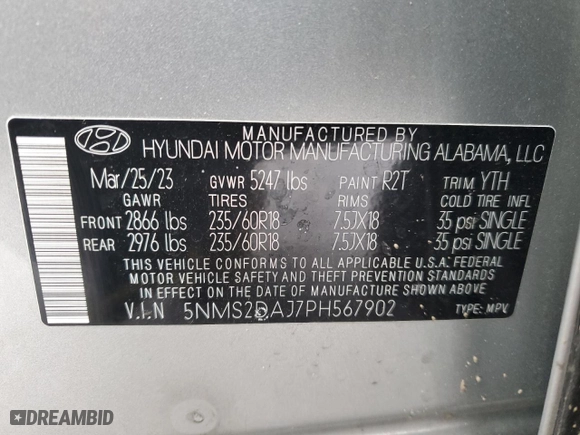 MANUFACTURED BY
HYUNDAI MOTOR MANUFACTURING ALABAMA, LLC
Mar/25/23 GVWR 5247 lbs PAINT R2T TRIM YTH
GAWR TIRES RIMS COLD TIRE INFL
FRONT 2866 lbs 235/60R18 7.5JX18 35 psi SINGLE
REAR 2976 lbs 235/60R18 7.5JX18 35 psi SINGLE
THIS VEHICLE CONFORMS TO ALL APPLICABLE U.S.A. FEDERAL
MOTOR VEHICLE SAFETY AND THEFT PREVENTION STANDARDS
IN EFFECT ON THE DATE OF MANUFACTURE SHOWN ABOVE.
V.I.N TYPE: MPV
DREAMBID